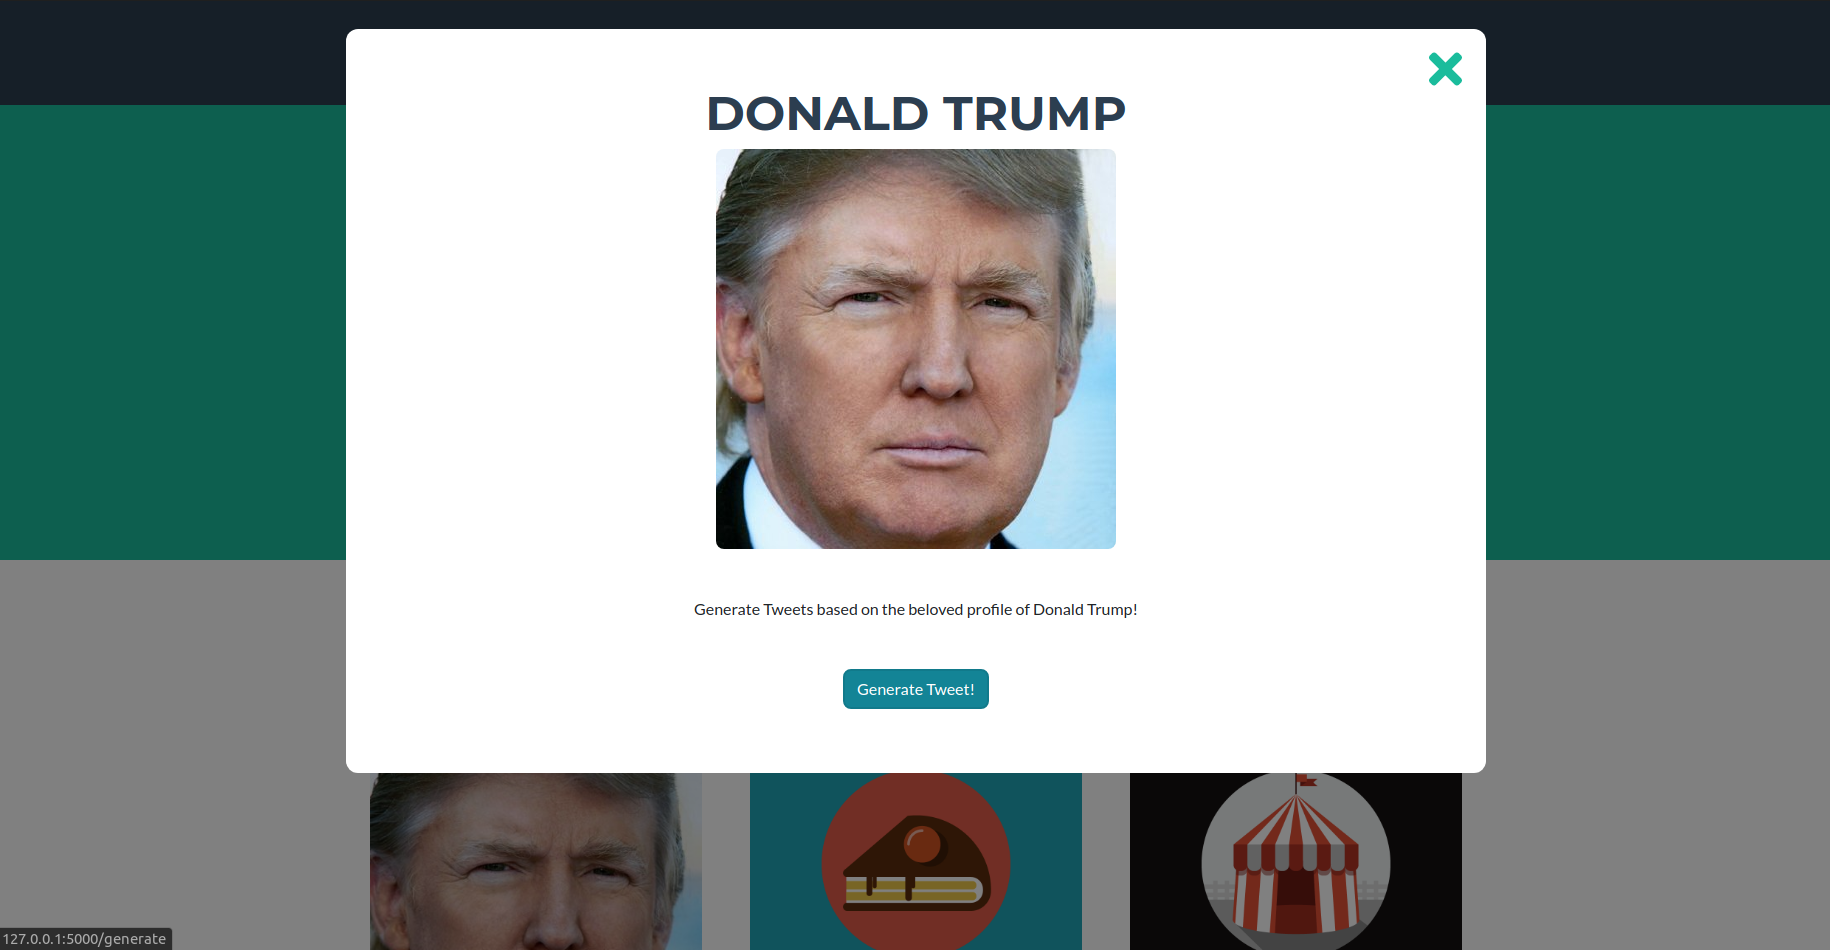 DONALD TRUMP
Generate Tweets based on the beloved profile of Donald Trump!
Generate Tweet!
127.0.0.1:5000/generate